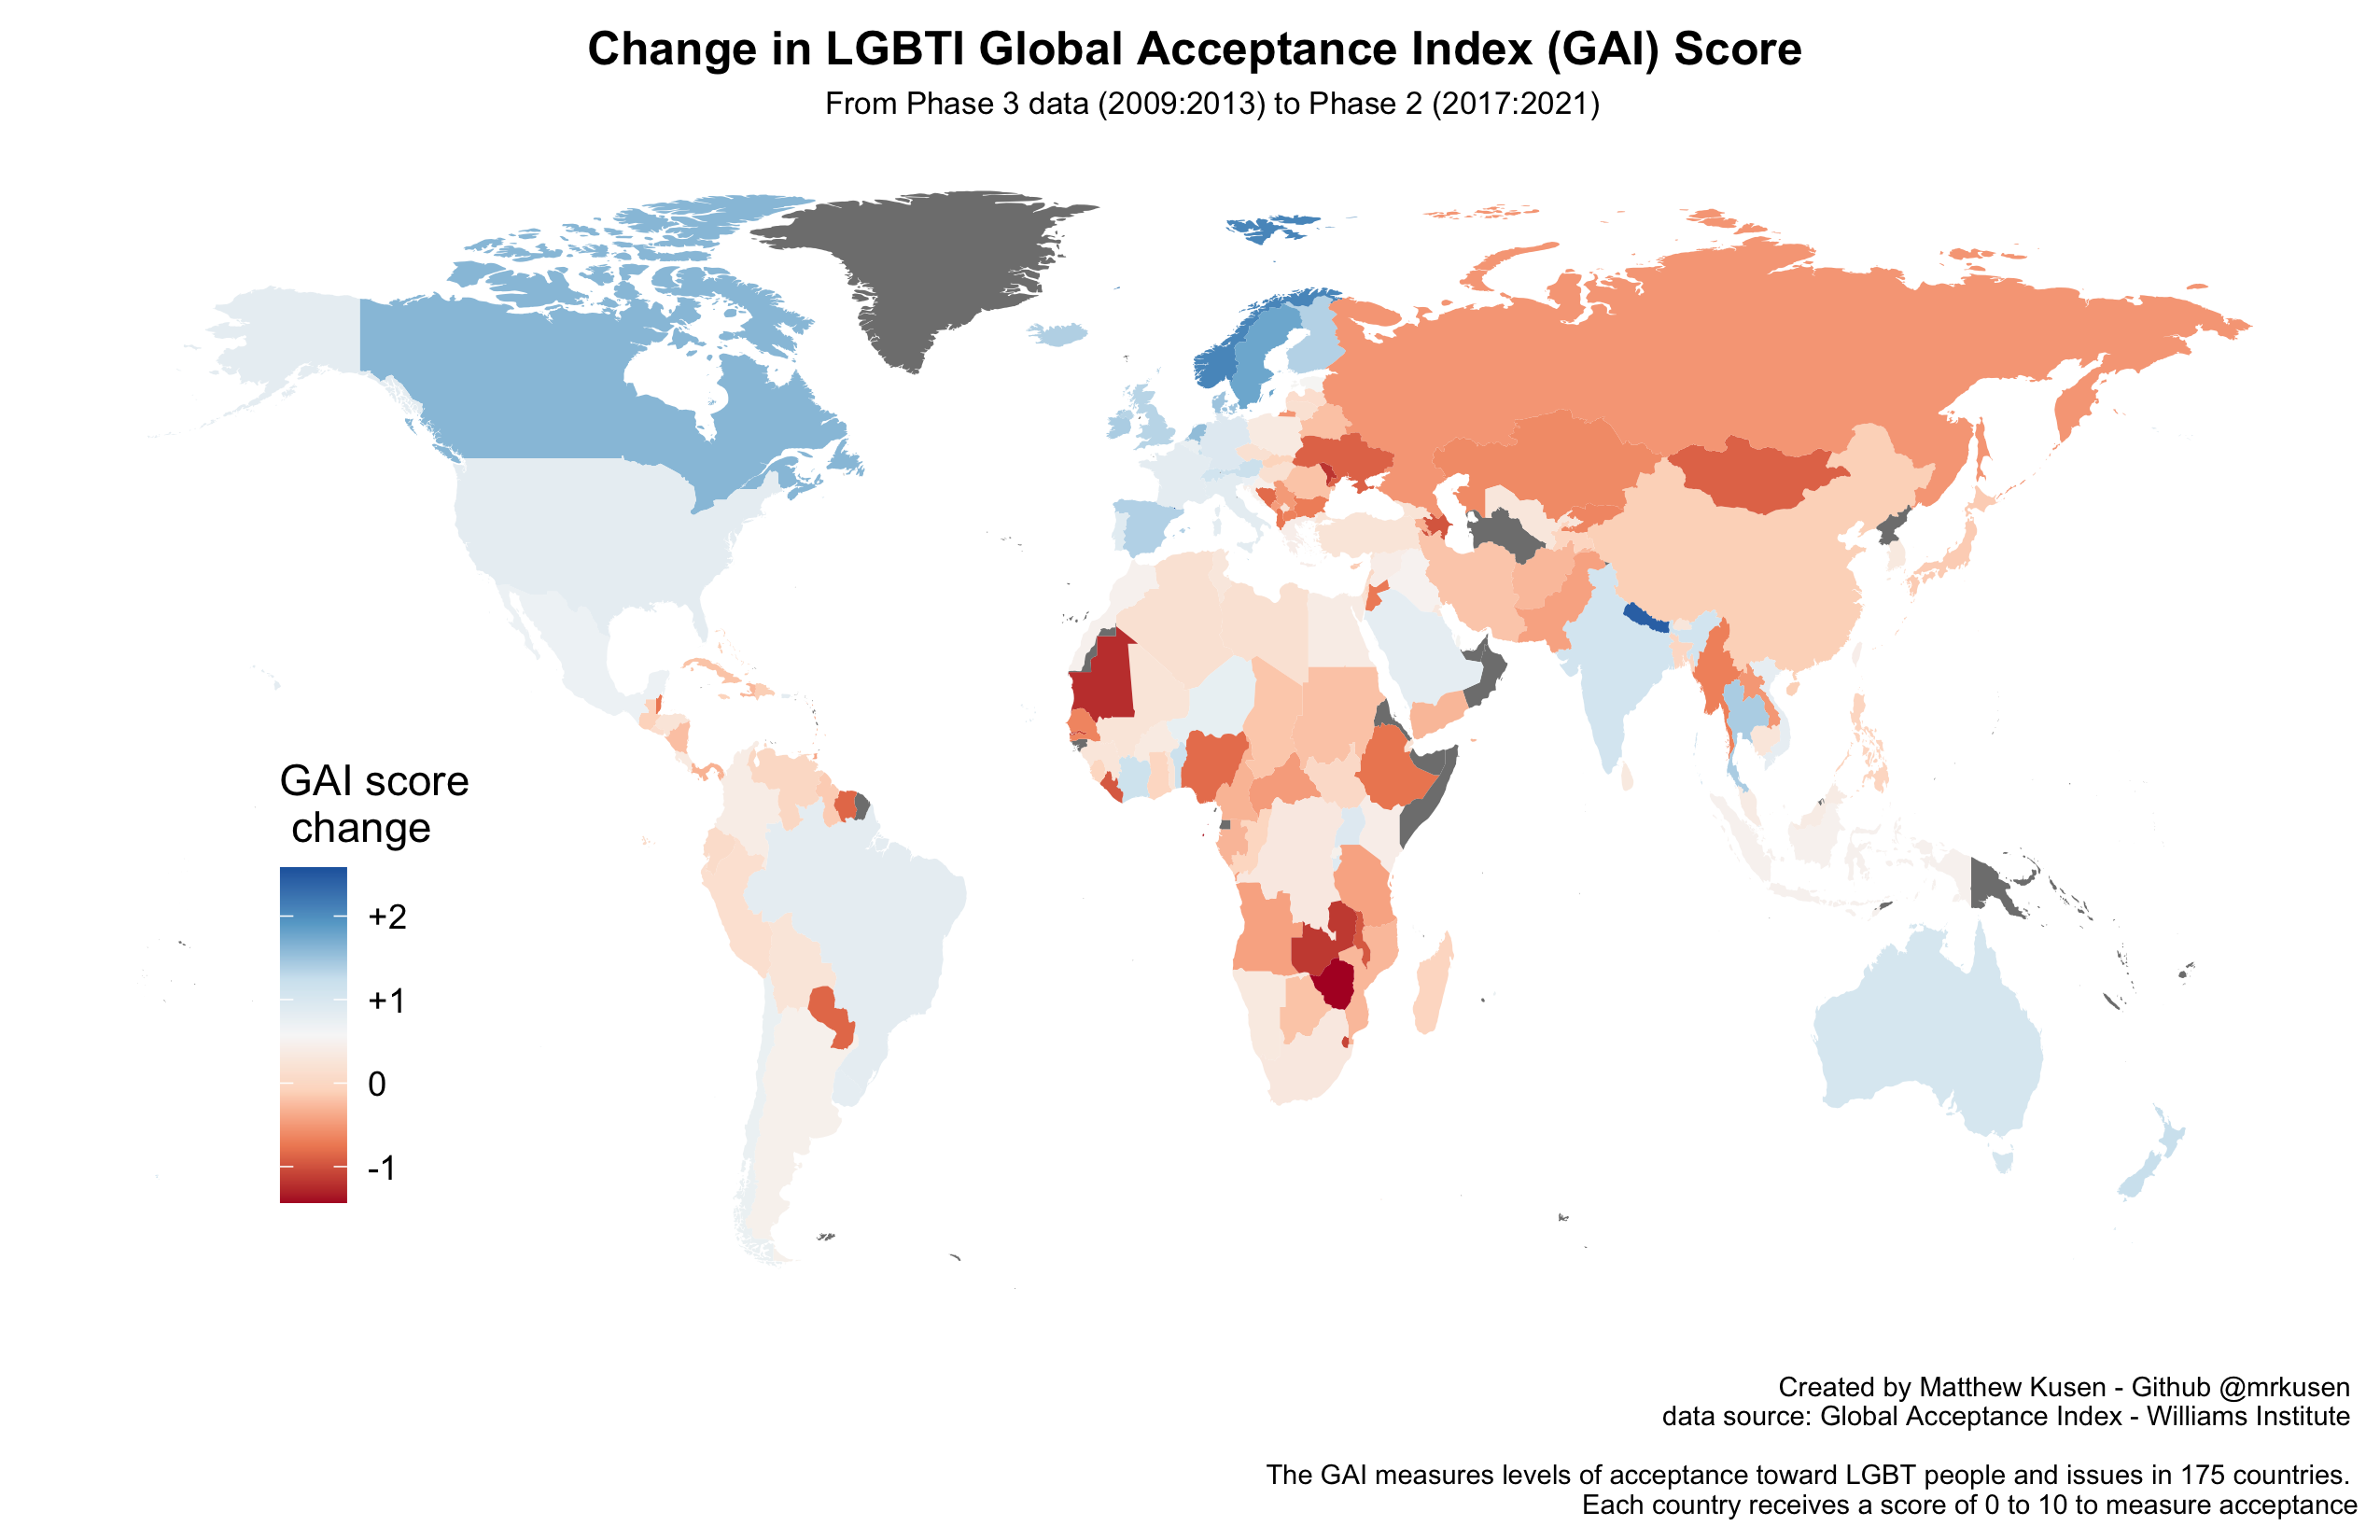 Change in LGBTI Global Acceptance Index (GAI) Score
From Phase 3 data (2009:2013) to Phase 2 (2017:2021)
GAI score
change
+2
+1
0
-1
Created by Matthew Kusen - Github @mrkusen
data source: Global Acceptance Index - Williams Institute
The GAI measures levels of acceptance toward LGBT people and issues in 175 countries.
Each country receives a score of 0 to 10 to measure acceptance